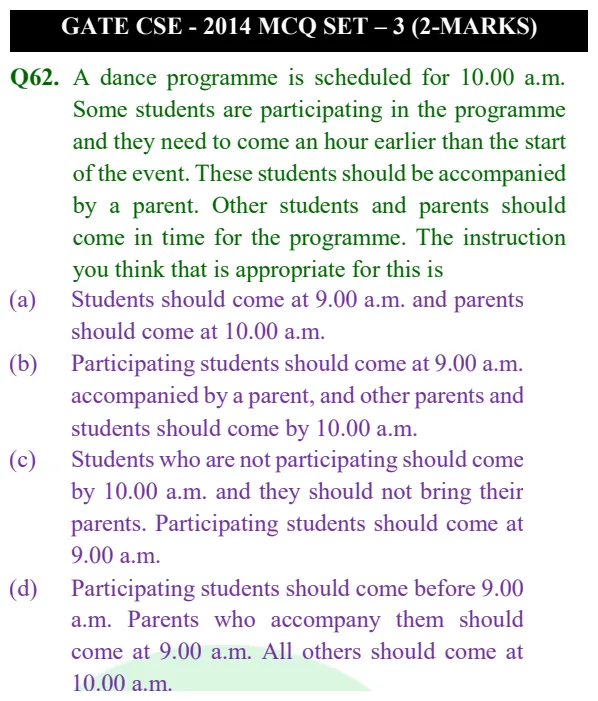 GATE CSE - 2014 MCQ SET – 3 (2-MARKS)
Q62. A dance programme is scheduled for 10.00 a.m.
Some students are participating in the programme
and they need to come an hour earlier than the start
of the event. These students should be accompanied
by a parent. Other students and parents should
come in time for the programme. The instruction
you think that is appropriate for this is
(a) Students should come at 9.00 a.m. and parents
should come at 10.00 a.m.
(b) Participating students should come at 9.00 a.m.
accompanied by a parent, and other parents and
students should come by 10.00 a.m.
(c) Students who are not participating should come
by 10.00 a.m. and they should not bring their
parents. Participating students should come at
9.00 a.m.
(d) Participating students should come before 9.00
a.m. Parents who accompany them should
come at 9.00 a.m. All others should come at
10.00 a.m.